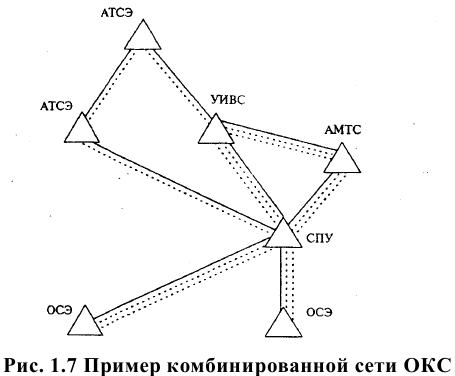 АТСЭ
АТСЭ
УИВС
АМТС
СПУ
ОСЭ
ОСЭ
Рис. 1.7 Пример комбинированной сети ОКС